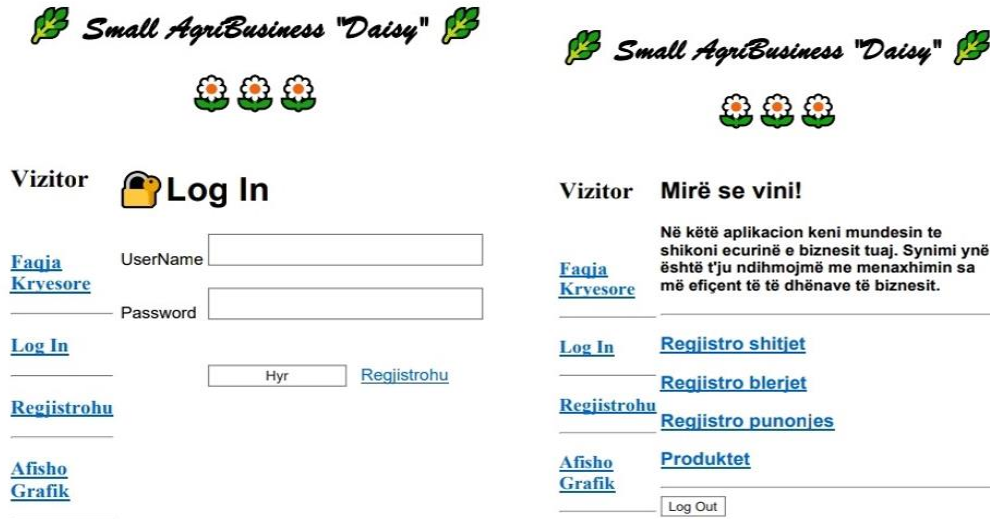 Small AgriBusiness "Daisy"
Vizitor
Faqja
Kryesore
Log In
Regjistrohu
Afisho
Grafik
Log In
UserName
Password
Hyr Regjistrohu
Small AgriBusiness "Daisy"
Vizitor
Faqja
Kryesore
Log In
Regjistrohu
Afisho
Grafik
Mirë se vini!
Në këtë aplikacion keni mundesin te
shikoni ecurinë e biznesit tuaj. Synimi ynë
është t'ju ndihmojmë me menaxhimin sa
më efiçent të të dhënave të biznesit.
Regjistro shitjet
Regjistro blerjet
Regjistro punonjes
Produktet
Log Out